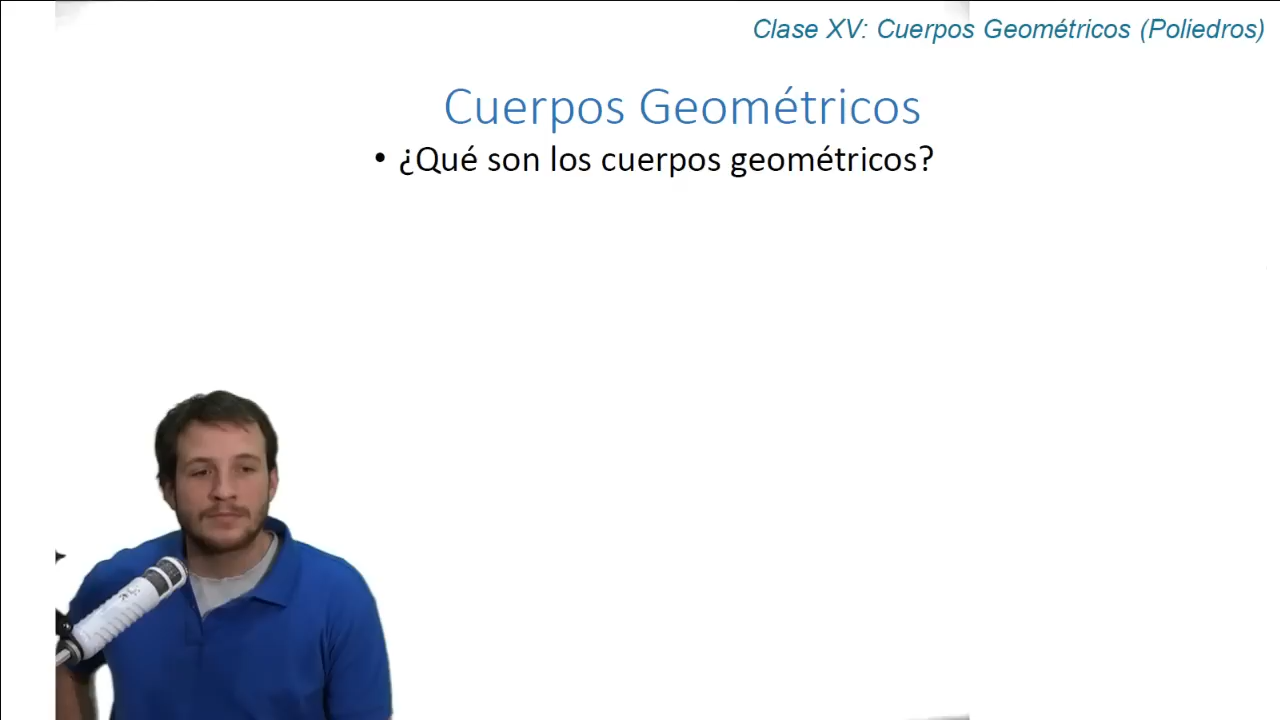 Clase XV: Cuerpos Geométricos (Poliedros)
Cuerpos Geométricos
• ¿Qué son los cuerpos geométricos?